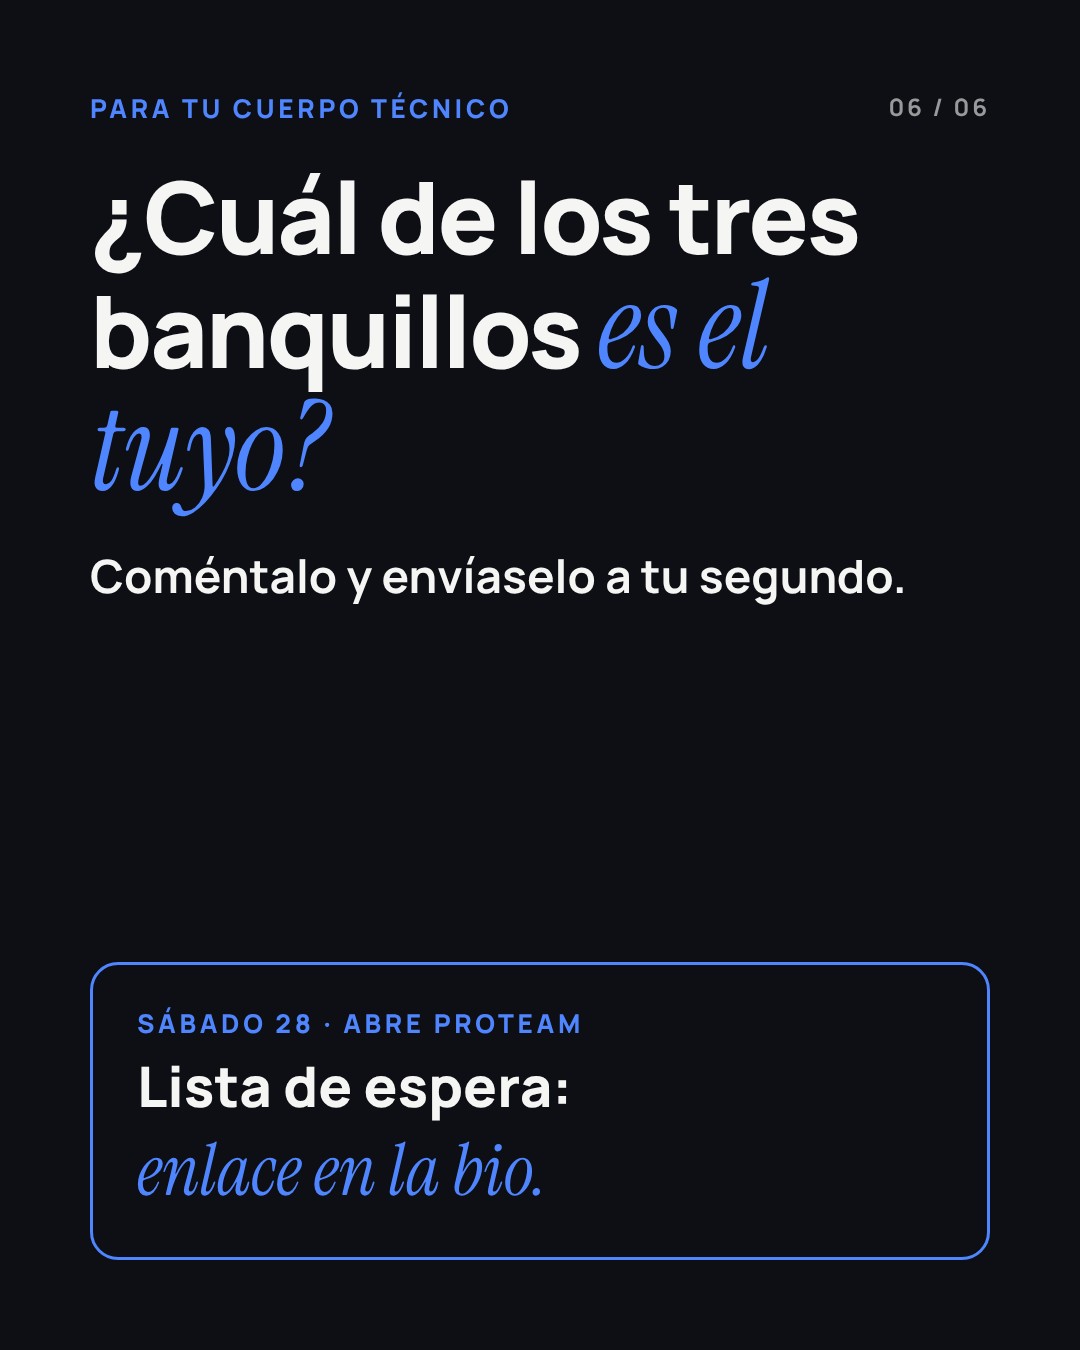 PARA TU CUERPO TÉCNICO
06 / 06
¿Cuál de los tres
banquillos es el
tuyo?
Coméntalo y envíaselo a tu segundo.
SÁBADO 28 · ABRE PROTEAM
Lista de espera:
enlace en la bio.